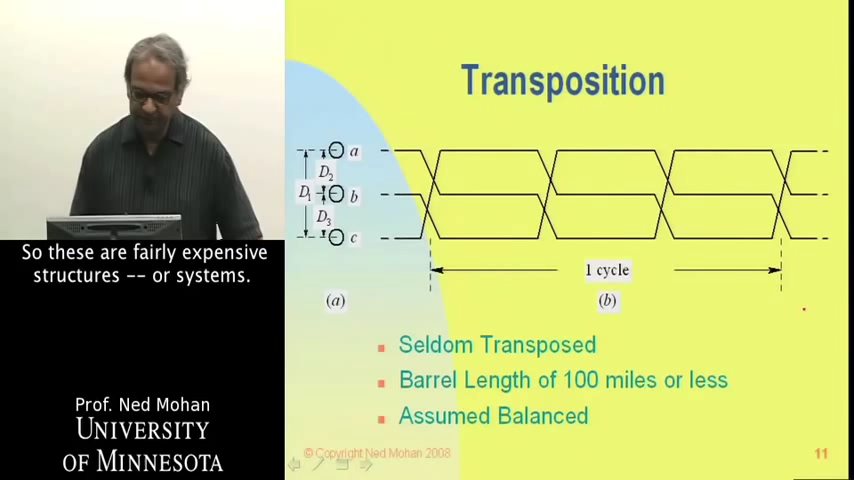 Transposition
a
D2
D1
b
D3
c
1 cycle
(a)
(b)
So these are fairly expensive
structures -- or systems.
Seldom Transposed
Barrel Length of 100 miles or less
Assumed Balanced
Prof. Ned Mohan
UNIVERSITY
OF MINNESOTA
© Copyright Ned Mohan 2008
11